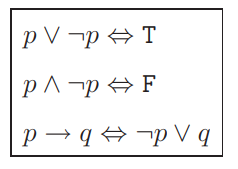 p ∨ ¬p ⇔ T
p ∧ ¬p ⇔ F
p → q ⇔ ¬p ∨ q